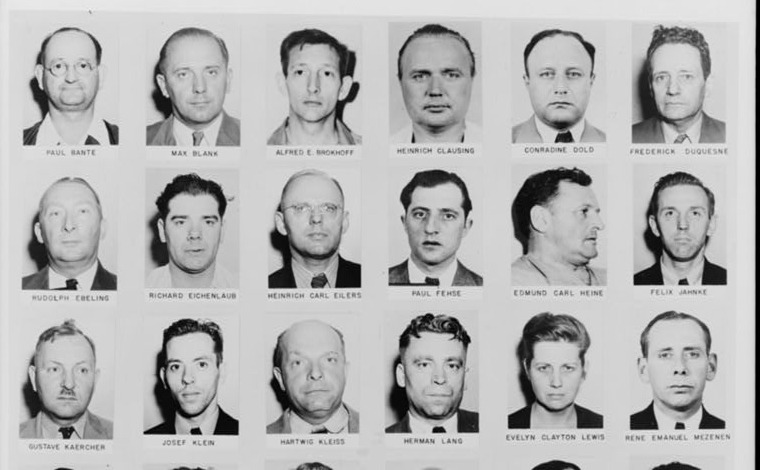 PAUL BANTE
MAX BLANK
ALFRED E. BROKHOFF
HEINRICH CLAUSING
CONRADINE DOLD
FREDERICK DUQUESNE
RUDOLPH EBELING
RICHARD EICHENLAUB
HEINRICH CARL EILERS
PAUL FEHSE
EDMUND CARL HEINE
FELIX JAHNKE
GUSTAVE KAERCHER
JOSEF KLEIN
HARTWIG KLEISS
HERMAN LANG
EVELYN CLAYTON LEWIS
RENE EMANUEL MEZENEN